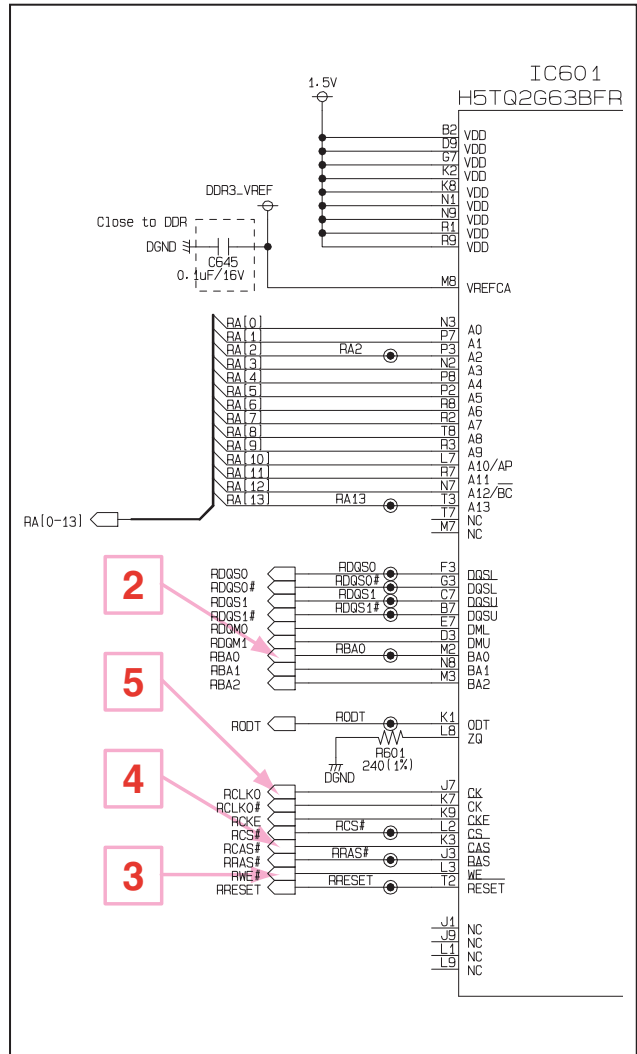 IC601
H5TQ2G63BFR
1.5V
B2 VDD
D9 VDD
G7 VDD
K2 VDD
K8 VDD
N1 VDD
N9 VDD
R1 VDD
R9 VDD
DDR3_VREF
Close to DDR
DGND
C645
0.1uF/16V
M8 VREFCA
RA[0] N3 A0
RA[1] P7 A1
RA[2] RA2 P3 A2
RA[3] N2 A3
RA[4] P8 A4
RA[5] P2 A5
RA[6] R8 A6
RA[7] R2 A7
RA[8] T8 A8
RA[9] R3 A9
RA[10] L7 A10/AP
RA[11] R7 A11
RA[12] N7 A12/BC
RA[13] RA13 T3 A13
RA[0-13]
T7 NC
M7 NC
2
RDQS0 RDQS0 F3 DQSL
RDQS0# RDQS0# G3 DQSL
RDQS1 RDQS1 C7 DQSU
RDQS1# RDQS1# B7 DQSU
RDQM0 E7 DML
RDQM1 D3 DMU
RBA0 RBA0 M2 BA0
RBA1 N8 BA1
RBA2 M3 BA2
5
RODT RODT K1 ODT
L8 ZQ
R601
240(1%)
DGND
4
RCLK0 J7 CK
RCLK0# K7 CK
RCKE K9 CKE
RCS# RCS# L2 CS
RCAS# K3 CAS
RRAS# RRAS# J3 RAS
3
RWE# L3 WE
RRESET RRESET T2 RESET
J1 NC
J9 NC
L1 NC
L9 NC